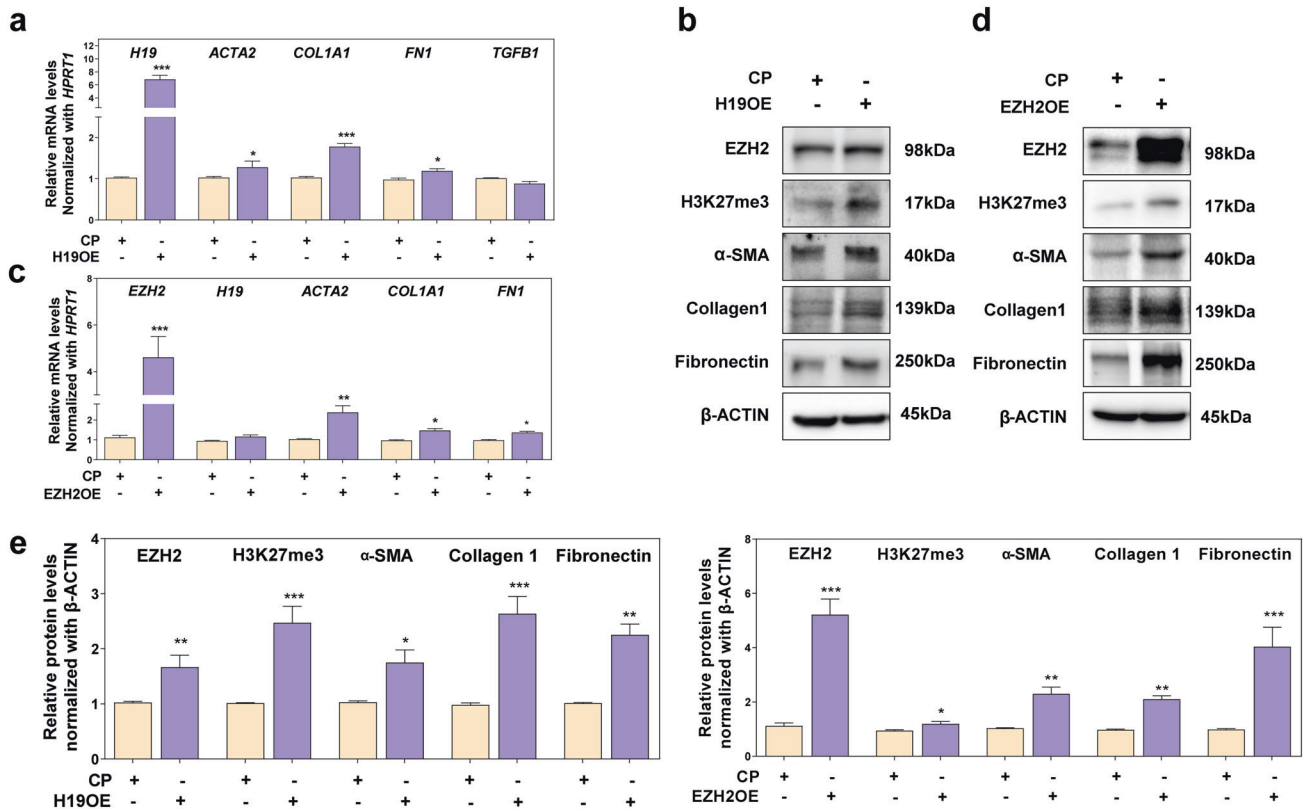 a
Relative mRNA levels
Normalized with HPRT1
12
10
8
6
4
2
1
0
H19 ACTA2 COL1A1 FN1 TGFB1
*** * *** *
CP + - + - + - + - + -
H19OE - + - + - + - + - +
b
CP + -
H19OE - +
EZH2 98kDa
H3K27me3 17kDa
α-SMA 40kDa
Collagen1 139kDa
Fibronectin 250kDa
β-ACTIN 45kDa
d
CP + -
EZH2OE - +
EZH2 98kDa
H3K27me3 17kDa
α-SMA 40kDa
Collagen1 139kDa
Fibronectin 250kDa
β-ACTIN 45kDa
c
Relative mRNA levels
Normalized with HPRT1
8
6
4
2
1
0
EZH2 H19 ACTA2 COL1A1 FN1
*** ** * *
CP + - + - + - + - + -
EZH2OE - + - + - + - + - +
e
Relative protein levels
normalized with β-ACTIN
4
3
2
1
0
EZH2 H3K27me3 α-SMA Collagen 1 Fibronectin
** *** * *** **
CP + - + - + - + - + -
H19OE - + - + - + - + - +
Relative protein levels
normalized with β-ACTIN
8
6
4
2
0
EZH2 H3K27me3 α-SMA Collagen 1 Fibronectin
*** * ** ** ***
CP + - + - + - + - + -
EZH2OE - + - + - + - + - +